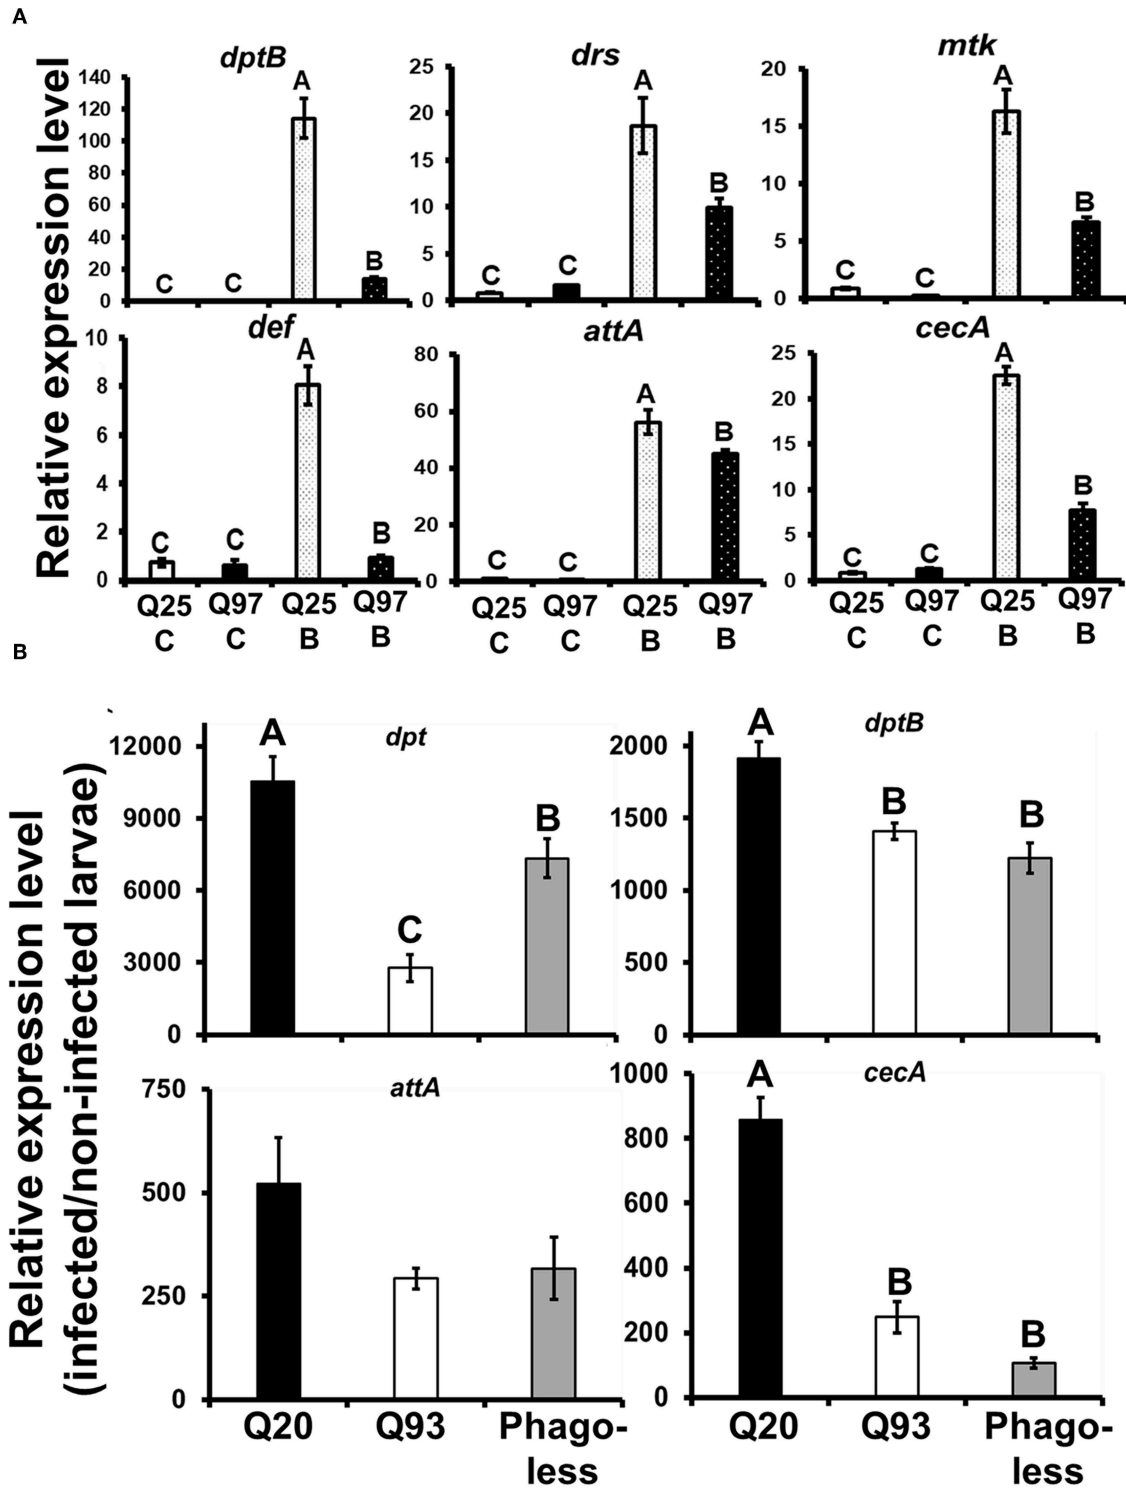 A
dptB
drs
mtk
Relative expression level
140
120
100
80
60
40
20
0
C
C
A
B
25
20
15
10
5
0
C
C
A
B
20
15
10
5
0
C
C
A
B
def
attA
cecA
Relative expression level
10
8
6
4
2
0
C
C
A
B
80
60
40
20
0
C
C
A
B
25
20
15
10
5
0
C
C
A
B
Q25 Q97 Q25 Q97
C C B B
Q25 Q97 Q25 Q97
C C B B
Q25 Q97 Q25 Q97
C C B B
B
Relative expression level
(infected/non-infected larvae)
dpt
12000
9000
6000
3000
0
A
C
B
dptB
2000
1500
1000
500
0
A
B
B
attA
750
500
250
0
cecA
1000
800
600
400
200
0
A
B
B
Q20 Q93 Phago-
less
Q20 Q93 Phago-
less